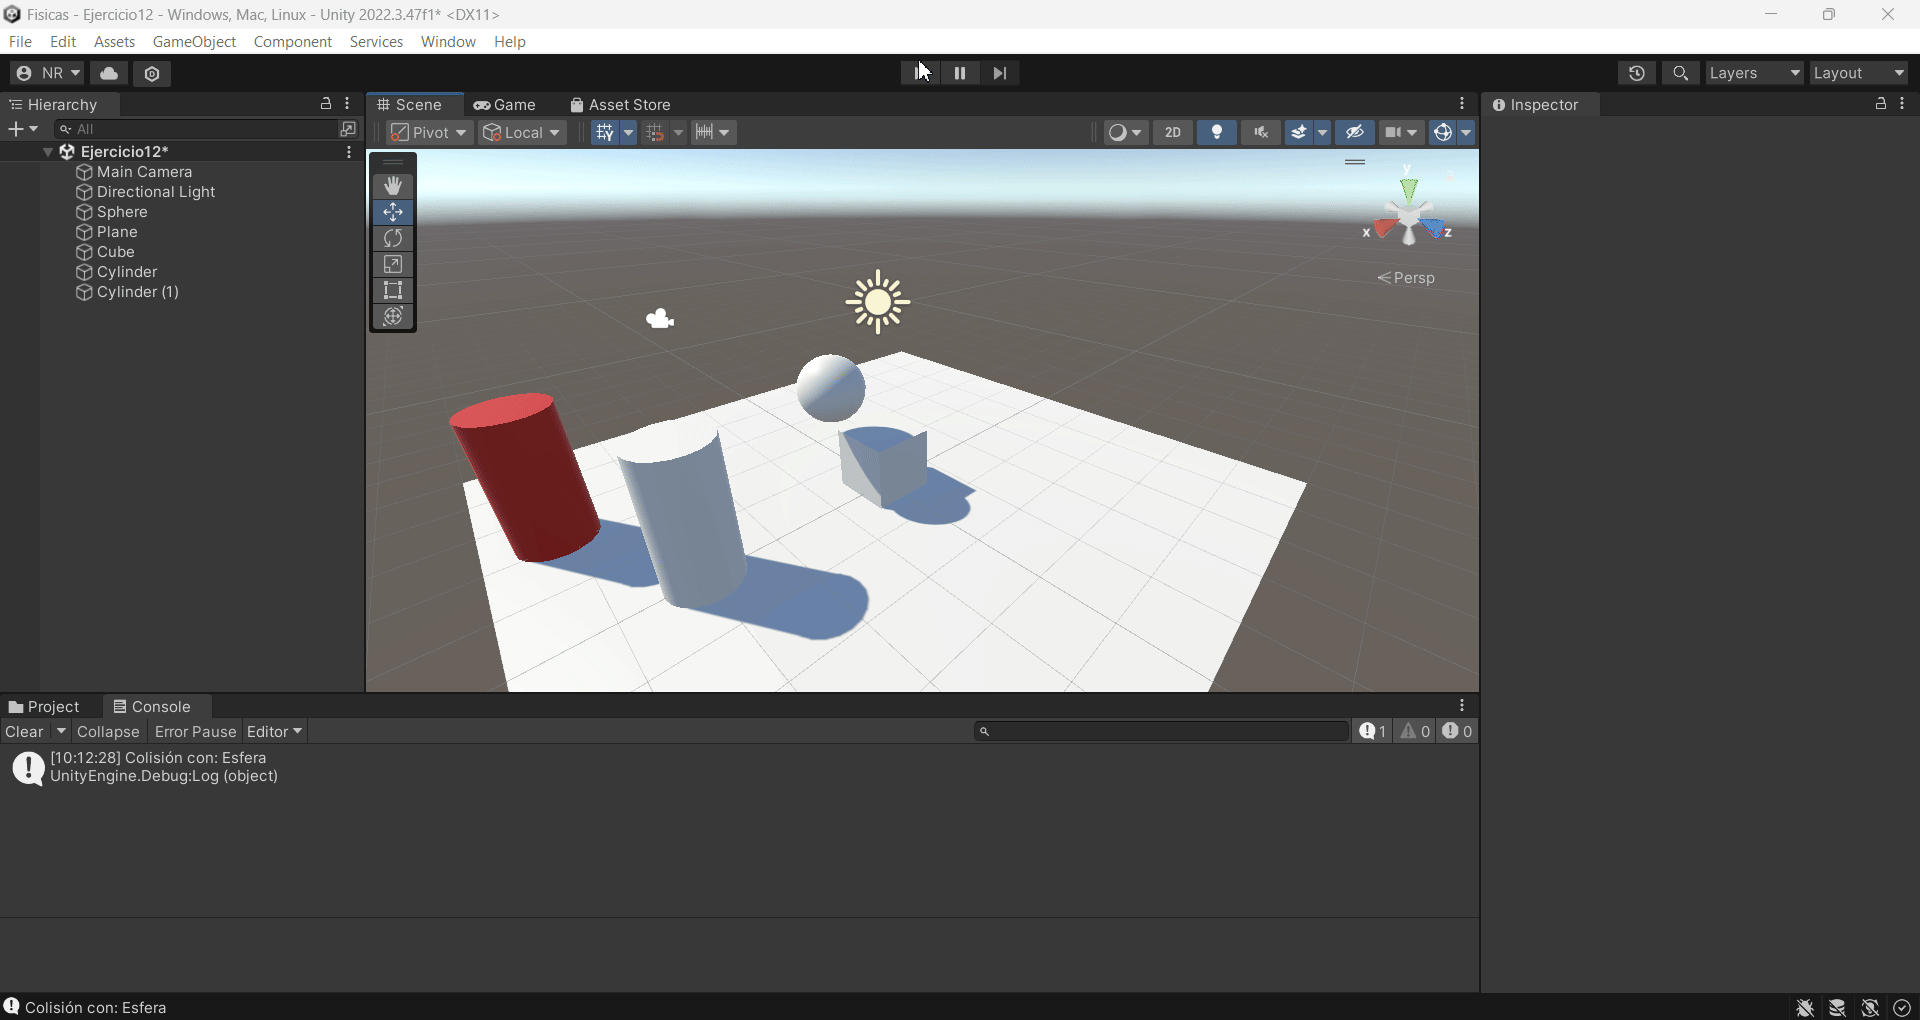 Fisicas - Ejercicio12 - Windows, Mac, Linux - Unity 2022.3.47f1* <DX11>
File Edit Assets GameObject Component Services Window Help
NR Layers Layout
Hierarchy Scene Game Asset Store Inspector
All Pivot Local 2D
Ejercicio12*
Main Camera
Directional Light
Sphere
Plane
Cube
Cylinder
Cylinder (1)
y
x z
Persp
Project Console
Clear Collapse Error Pause Editor 1 0 0
[10:12:28] Colisión con: Esfera
UnityEngine.Debug:Log (object)
Colisión con: Esfera